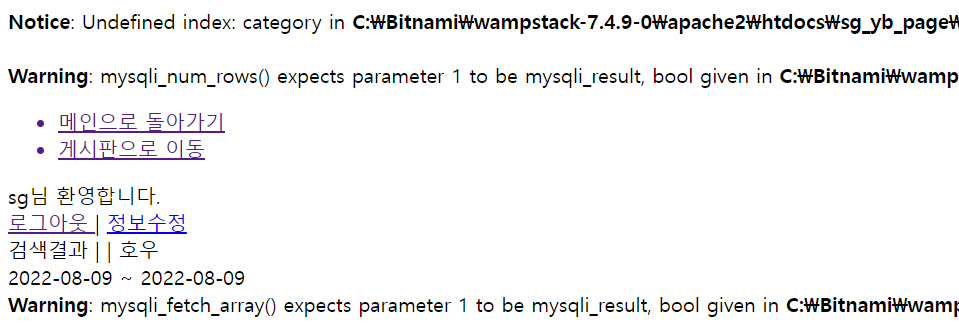 Notice: Undefined index: category in C:₩Bitnami₩wampstack-7.4.9-0₩apache2₩htdocs₩sg_yb_page₩
Warning: mysqli_num_rows() expects parameter 1 to be mysqli_result, bool given in C:₩Bitnami₩wamp
메인으로 돌아가기
게시판으로 이동
sg님 환영합니다.
로그아웃 | 정보수정
검색결과 | | 호우
2022-08-09 ~ 2022-08-09
Warning: mysqli_fetch_array() expects parameter 1 to be mysqli_result, bool given in C:₩Bitnami₩wamp